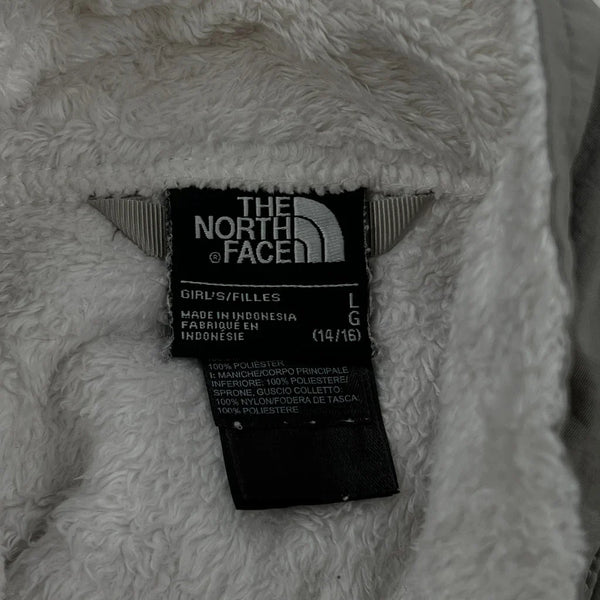 THE
NORTH
FACE
®
GIRL'S/FILLES L
MADE IN INDONESIA G
FABRIQUÉ EN
INDONÉSIE (14/16)
100% POLIÉSTER
I: MANICHE/CORPO PRINCIPALE
INFERIORE: 100% POLIESTERE/
SPRONE, GUSCIO COLLETTO:
100% NYLON/FODERA DE TASCA:
100% POLIESTERE